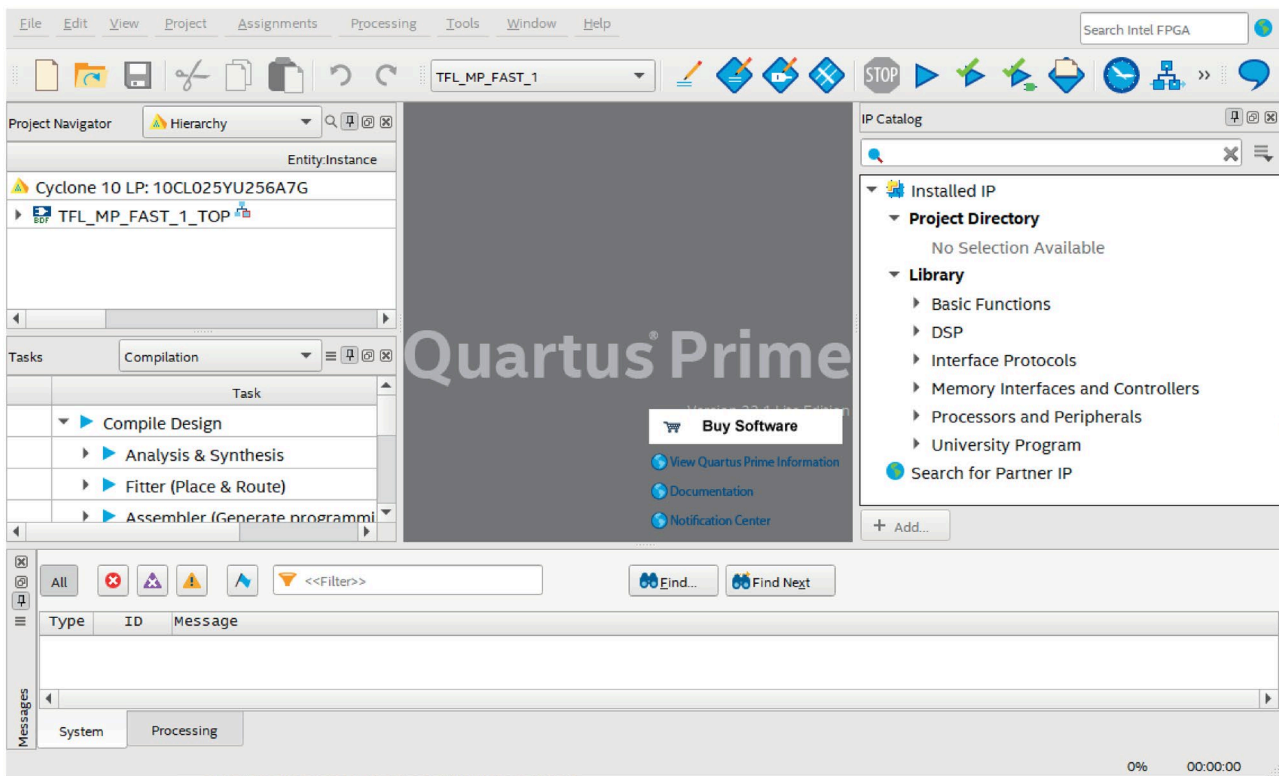 File Edit View Project Assignments Processing Tools Window Help
Search Intel FPGA
TFL_MP_FAST_1
STOP
Project Navigator
Hierarchy
Entity:Instance
Cyclone 10 LP: 10CL025YU256A7G
BDF TFL_MP_FAST_1_TOP
Tasks
Compilation
Task
Compile Design
Analysis & Synthesis
Fitter (Place & Route)
Assembler (Generate programmi
Quartus® Prime
Buy Software
View Quartus Prime Information
Documentation
Notification Center
IP Catalog
Installed IP
Project Directory
No Selection Available
Library
Basic Functions
DSP
Interface Protocols
Memory Interfaces and Controllers
Processors and Peripherals
University Program
Search for Partner IP
+ Add...
All
<<Filter>>
Find...
Find Next
Type ID Message
Messages
System Processing
0% 00:00:00